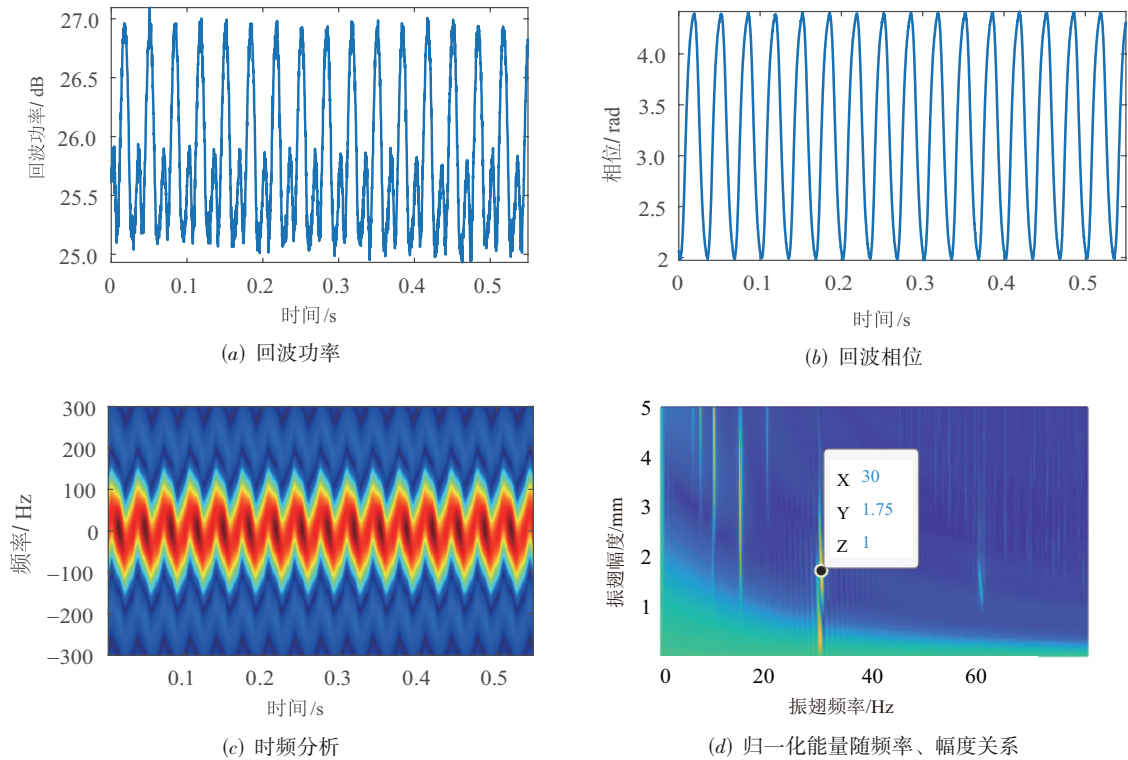 27.0
26.5
26.0
25.5
25.0
回波功率/ dB
0 0.1 0.2 0.3 0.4 0.5
时间/s
(a) 回波功率
4.0
3.5
3.0
2.5
2
相位/ rad
0 0.1 0.2 0.3 0.4 0.5
时间/s
(b) 回波相位
300
200
100
0
−100
−200
−300
频率/ Hz
0.1 0.2 0.3 0.4 0.5
时间/s
(c) 时频分析
5
4
3
2
1
振翅幅度/mm
X 30
Y 1.75
Z 1
0 20 40 60
振翅频率/Hz
(d) 归一化能量随频率、幅度关系